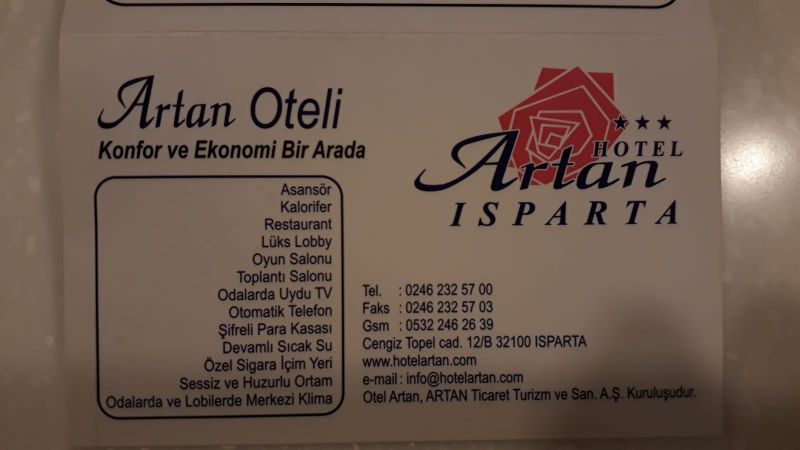 Artan Oteli
Konfor ve Ekonomi Bir Arada
Asansör
Kalorifer
Restaurant
Lüks Lobby
Oyun Salonu
Toplantı Salonu
Odalarda Uydu TV
Otomatik Telefon
Şifreli Para Kasası
Devamlı Sıcak Su
Özel Sigara İçim Yeri
Sessiz ve Huzurlu Ortam
Odalarda ve Lobilerde Merkezi Klima
HOTEL
Artan
ISPARTA
Tel. : 0246 232 57 00
Faks : 0246 232 57 03
Gsm : 0532 246 26 39
Cengiz Topel cad. 12/B 32100 ISPARTA
www.hotelartan.com
e-mail : info@hotelartan.com
Otel Artan, ARTAN Ticaret Turizm ve San. A.Ş. Kuruluşudur.